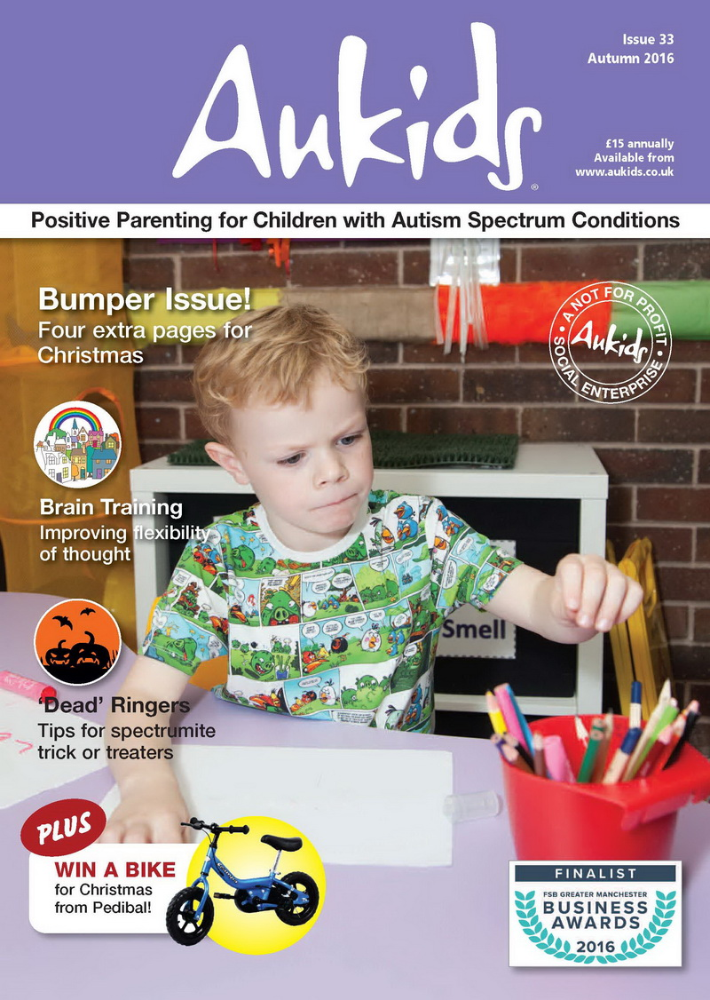 Issue 33
Autumn 2016
Aukids
®
£15 annually
Available from
www.aukids.co.uk
Positive Parenting for Children with Autism Spectrum Conditions
Bumper Issue!
Four extra pages for
Christmas
• A NOT FOR PROFIT •
Aukids
SOCIAL ENTERPRISE
Brain Training
Improving flexibility
of thought
Smell
'Dead' Ringers
Tips for spectrumite
trick or treaters
PLUS
WIN A BIKE
for Christmas
from Pedibal!
FINALIST
FSB GREATER MANCHESTER
BUSINESS
AWARDS
2016